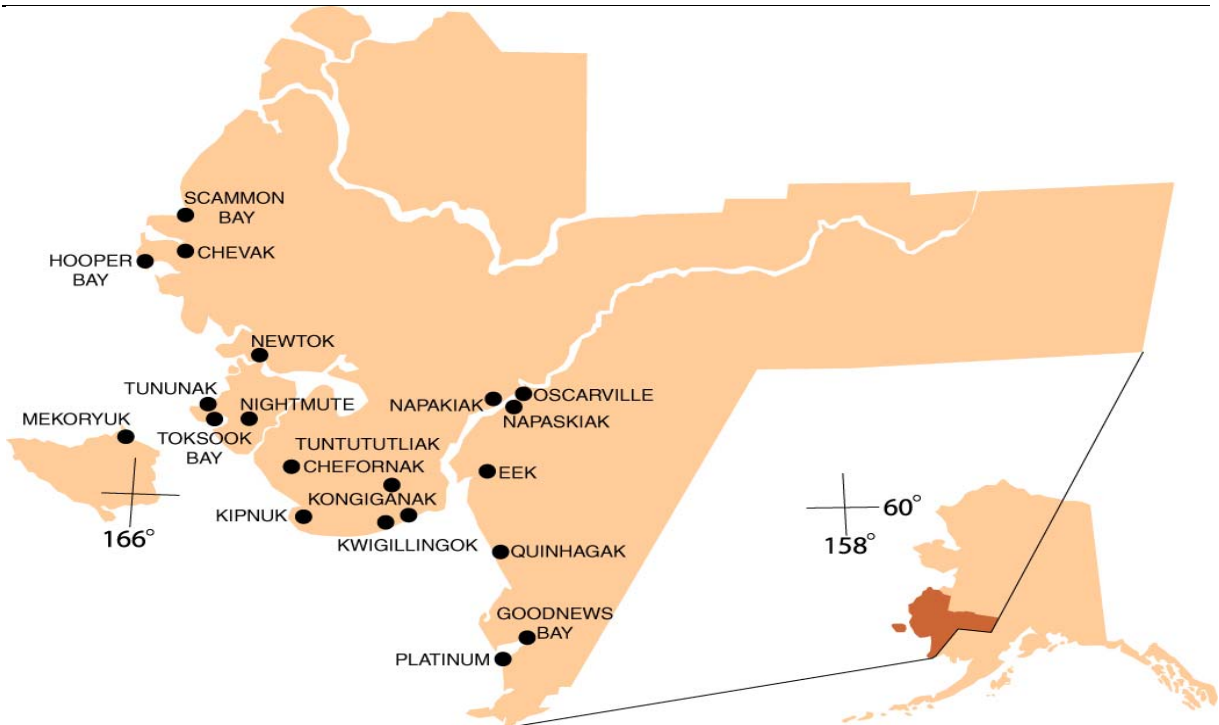 SCAMMON
BAY
CHEVAK
HOOPER
BAY
NEWTOK
TUNUNAK
NIGHTMUTE
MEKORYUK
TOKSOOK
BAY
NAPAKIAK
OSCARVILLE
NAPASKIAK
TUNTUTUTLIAK
CHEFORNAK
EEK
KONGIGANAK
KIPNUK
KWIGILLINGOK
166°
60°
158°
QUINHAGAK
GOODNEWS
BAY
PLATINUM